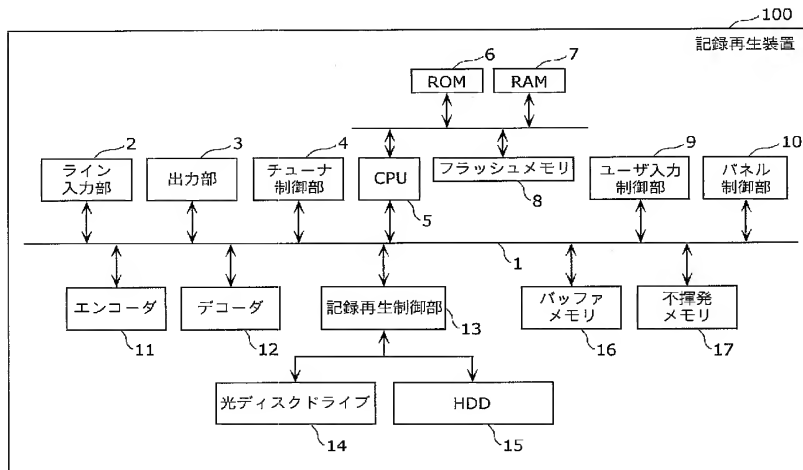 100
記録再生装置
6
7
ROM
RAM
2
3
4
9
10
ライン
入力部
出力部
チューナ
制御部
CPU
フラッシュメモリ
ユーザ入力
制御部
パネル
制御部
5
8
1
エンコーダ
デコーダ
記録再生制御部
バッファ
メモリ
不揮発
メモリ
11
12
13
16
17
光ディスクドライブ
HDD
14
15